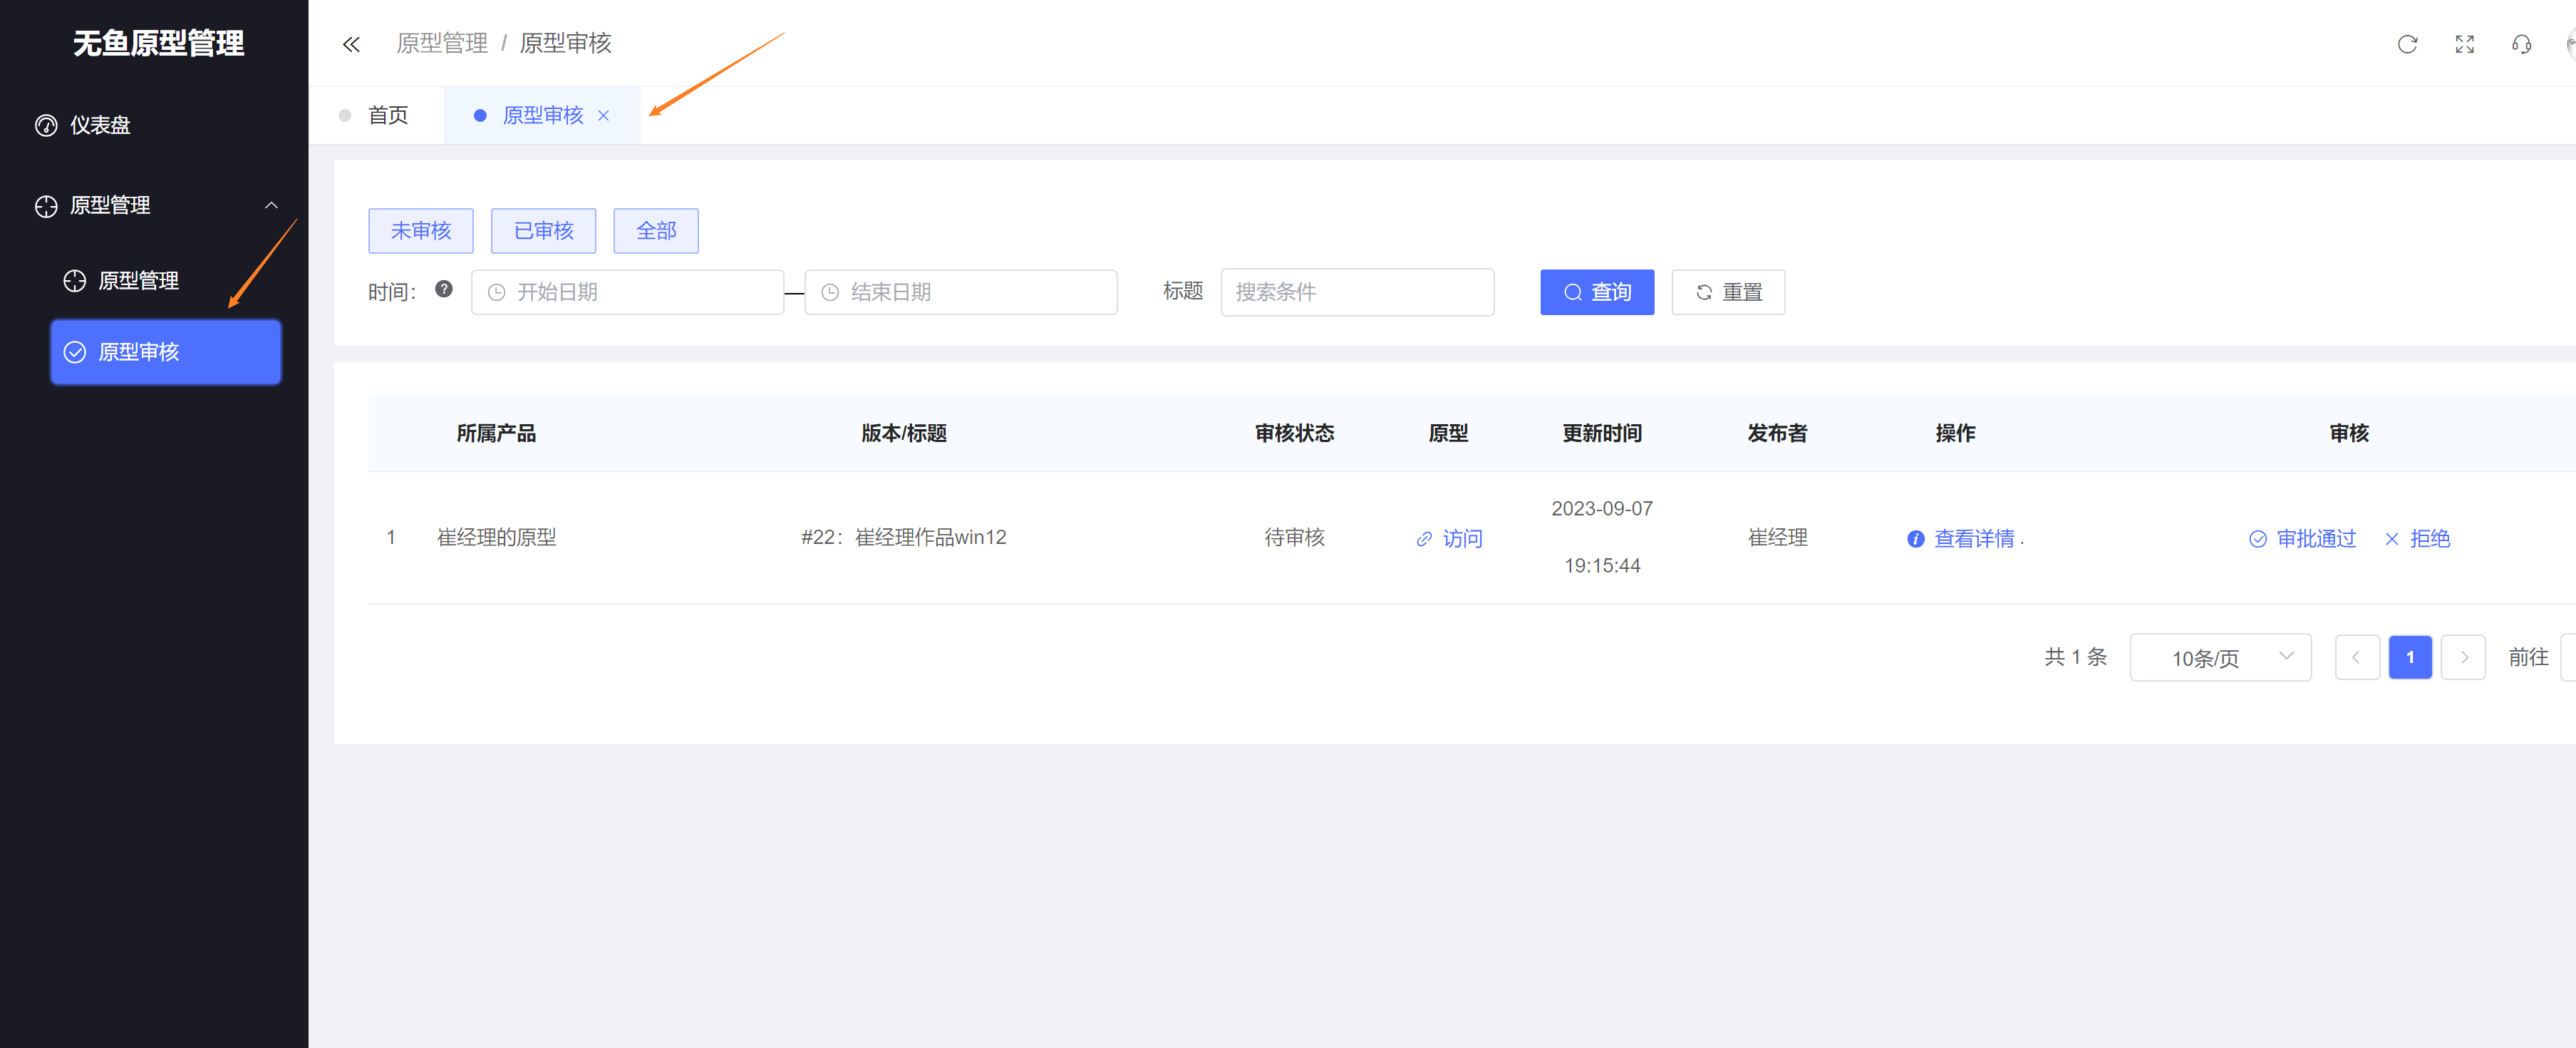 无鱼原型管理
仪表盘
原型管理
原型管理
原型审核
原型管理 / 原型审核
首页
原型审核
未审核 已审核 全部
时间： 开始日期 — 结束日期 标题 搜索条件 查询 重置
所属产品 版本/标题 审核状态 原型 更新时间 发布者 操作 审核
1 崔经理的原型 #22：崔经理作品win12 待审核 访问 2023-09-07 19:15:44 崔经理 查看详情 . 审批通过 拒绝
共 1 条 10条/页 1 前往